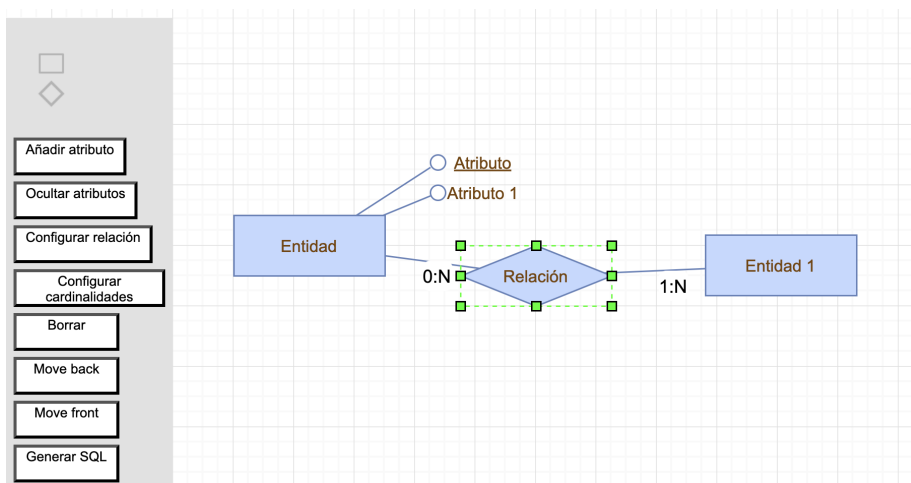 Añadir atributo
Ocultar atributos
Configurar relación
Configurar
cardinalidades
Borrar
Move back
Move front
Generar SQL
Atributo
Atributo 1
Entidad
0:N
Relación
1:N
Entidad 1